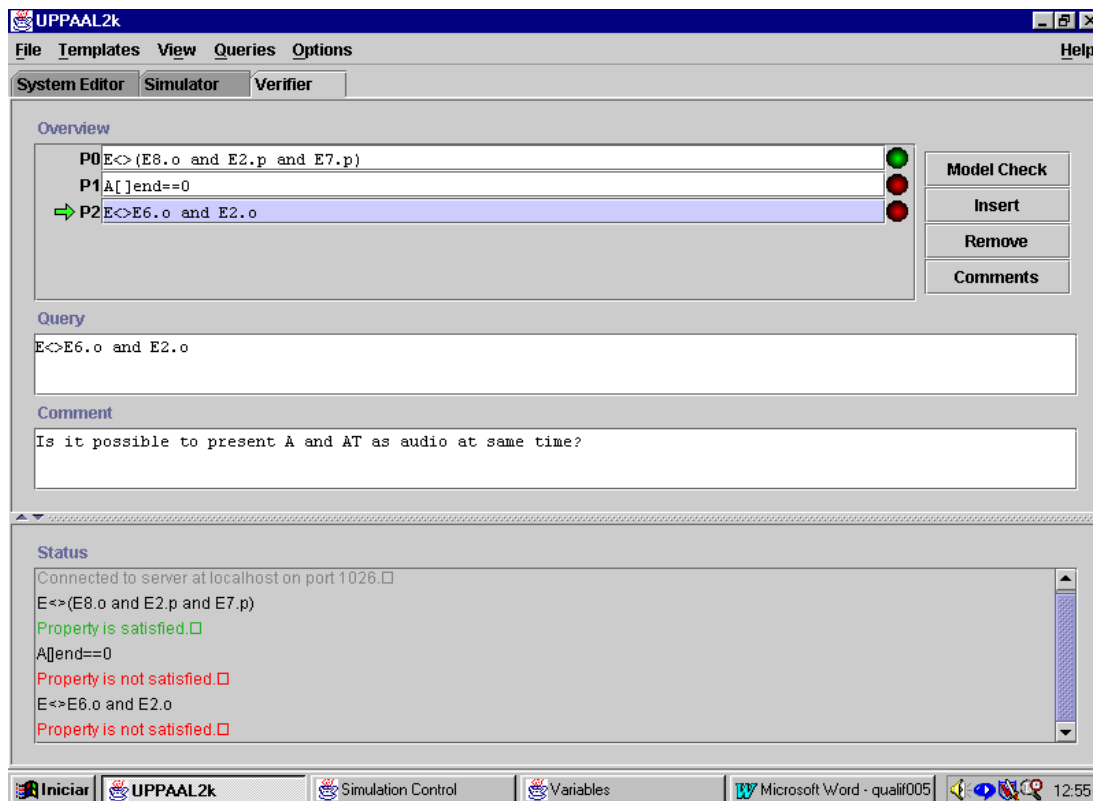 UPPAAL2k
File Templates View Queries Options Help
System Editor Simulator Verifier
Overview
P0 E<>(E8.o and E2.p and E7.p)
P1 A[]end==0
P2 E<>E6.o and E2.o
Model Check
Insert
Remove
Comments
Query
E<>E6.o and E2.o
Comment
Is it possible to present A and AT as audio at same time?
Status
Connected to server at localhost on port 1026.□
E<>(E8.o and E2.p and E7.p)
Property is satisfied.□
A[]end==0
Property is not satisfied.□
E<>E6.o and E2.o
Property is not satisfied.□
Iniciar UPPAAL2k Simulation Control Variables Microsoft Word - qualif005 12:55